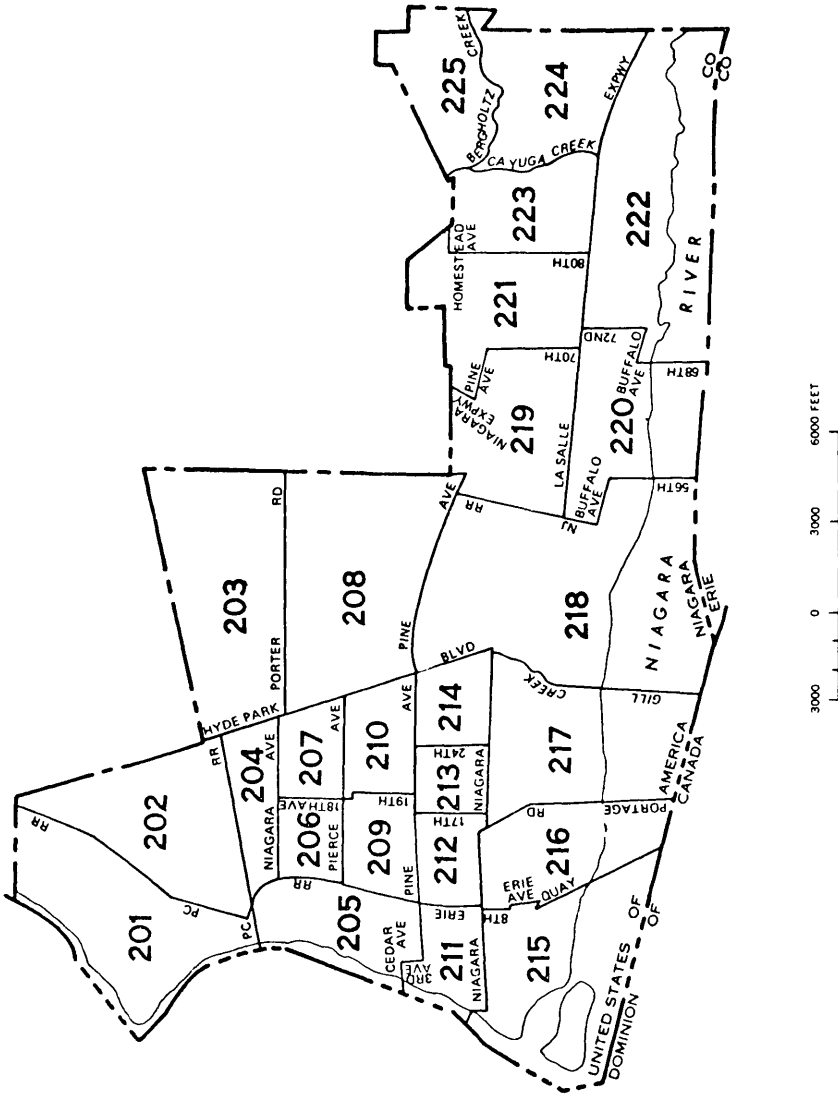 225
BERGHOLTZ CREEK
224
EXPWY
CAYUGA CREEK
223
HOMESTEAD
AVE
80TH
222
221
PINE
AVE
NIAGARA
EXPWY
70TH
72ND
219
LA SALLE
220
BUFFALO
AVE
68TH
BUFFALO
AVE
56TH
RIVER
NIAGARA
CO
CO
NIAGARA
ERIE
203
PORTER RD
208
PINE AVE
RR
NJ
218
HYDE PARK BLVD
GILL CREEK
202
RR
PC
201
PC RR
204
NIAGARA AVE
207
18TH AVE
206
PIERCE AVE
210
19TH
209
PINE AVE
RR
205
CEDAR
AVE
3RD
AVE
214
24TH
213
17TH
212
NIAGARA
ERIE
211
NIAGARA
8TH
217
PORTAGE RD
216
ERIE
AVE
QUAY
215
UNITED STATES OF AMERICA
DOMINION OF CANADA
3000 0 3000 6000 FEET